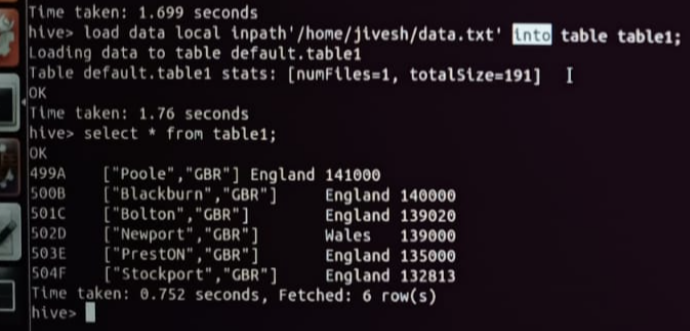 Time taken: 1.699 seconds
hive> load data local inpath'/home/jivesh/data.txt' into table table1;
Loading data to table default.table1
Table default.table1 stats: [numFiles=1, totalSize=191]
OK
Time taken: 1.76 seconds
hive> select * from table1;
OK
499A ["Poole","GBR"] England 141000
500B ["Blackburn","GBR"] England 140000
501C ["Bolton","GBR"] England 139020
502D ["Newport","GBR"] Wales 139000
503E ["PrestON","GBR"] England 135000
504F ["Stockport","GBR"] England 132813
Time taken: 0.752 seconds, Fetched: 6 row(s)
hive>